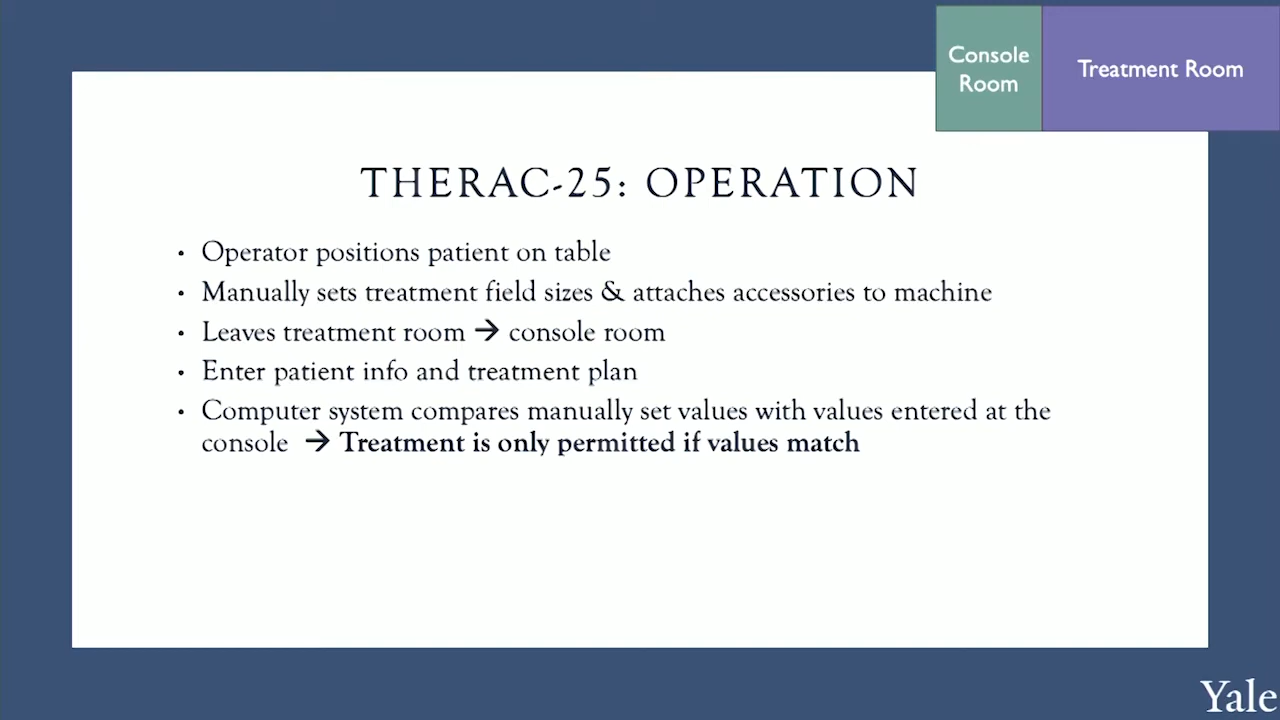 Console
Room
Treatment Room
THERAC-25: OPERATION
• Operator positions patient on table
• Manually sets treatment field sizes & attaches accessories to machine
• Leaves treatment room → console room
• Enter patient info and treatment plan
• Computer system compares manually set values with values entered at the
console → Treatment is only permitted if values match
Yale